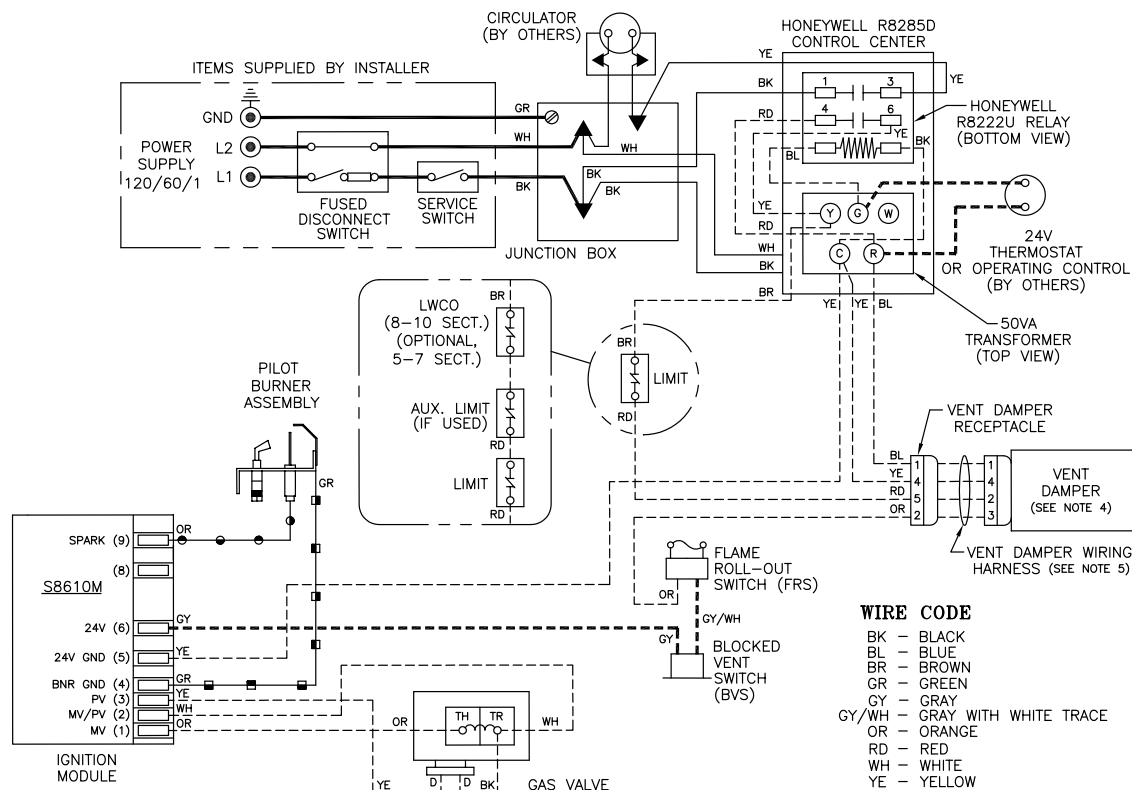 CIRCULATOR
(BY OTHERS)
HONEYWELL R8285D
CONTROL CENTER
ITEMS SUPPLIED BY INSTALLER
YE
YE
BK
1
3
GND
GR
RD
4
6
HONEYWELL
R8222U RELAY
(BOTTOM VIEW)
POWER
SUPPLY
120/60/1
L2
WH
WH
YE
BK
BL
L1
BK
BK
BK
FUSED
DISCONNECT
SWITCH
SERVICE
SWITCH
YE
Y
G
W
RD
JUNCTION BOX
WH
C
R
BK
24V
THERMOSTAT
OR OPERATING CONTROL
(BY OTHERS)
BR
YE
YE
BL
BR
LWCO
(8-10 SECT.)
(OPTIONAL,
5-7 SECT.)
50VA
TRANSFORMER
(TOP VIEW)
BR
LIMIT
RD
PILOT
BURNER
ASSEMBLY
AUX. LIMIT
(IF USED)
RD
VENT DAMPER
RECEPTACLE
LIMIT
RD
GR
BL
1
1
YE
4
4
RD
5
2
OR
2
3
VENT
DAMPER
(SEE NOTE 4)
VENT DAMPER WIRING
HARNESS (SEE NOTE 5)
SPARK (9)
OR
(8)
S8610M
FLAME
ROLL-OUT
SWITCH (FRS)
OR
GY/WH
24V (6)
GY
GY
BLOCKED
VENT
SWITCH
(BVS)
24V GND (5)
YE
BNR GND (4)
GR
PV (3)
YE
MV/PV (2)
WH
MV (1)
OR
IGNITION
MODULE
OR
TH
TR
WH
YE
D
D
BK
GAS VALVE
WIRE CODE
BK - BLACK
BL - BLUE
BR - BROWN
GR - GREEN
GY - GRAY
GY/WH - GRAY WITH WHITE TRACE
OR - ORANGE
RD - RED
WH - WHITE
YE - YELLOW